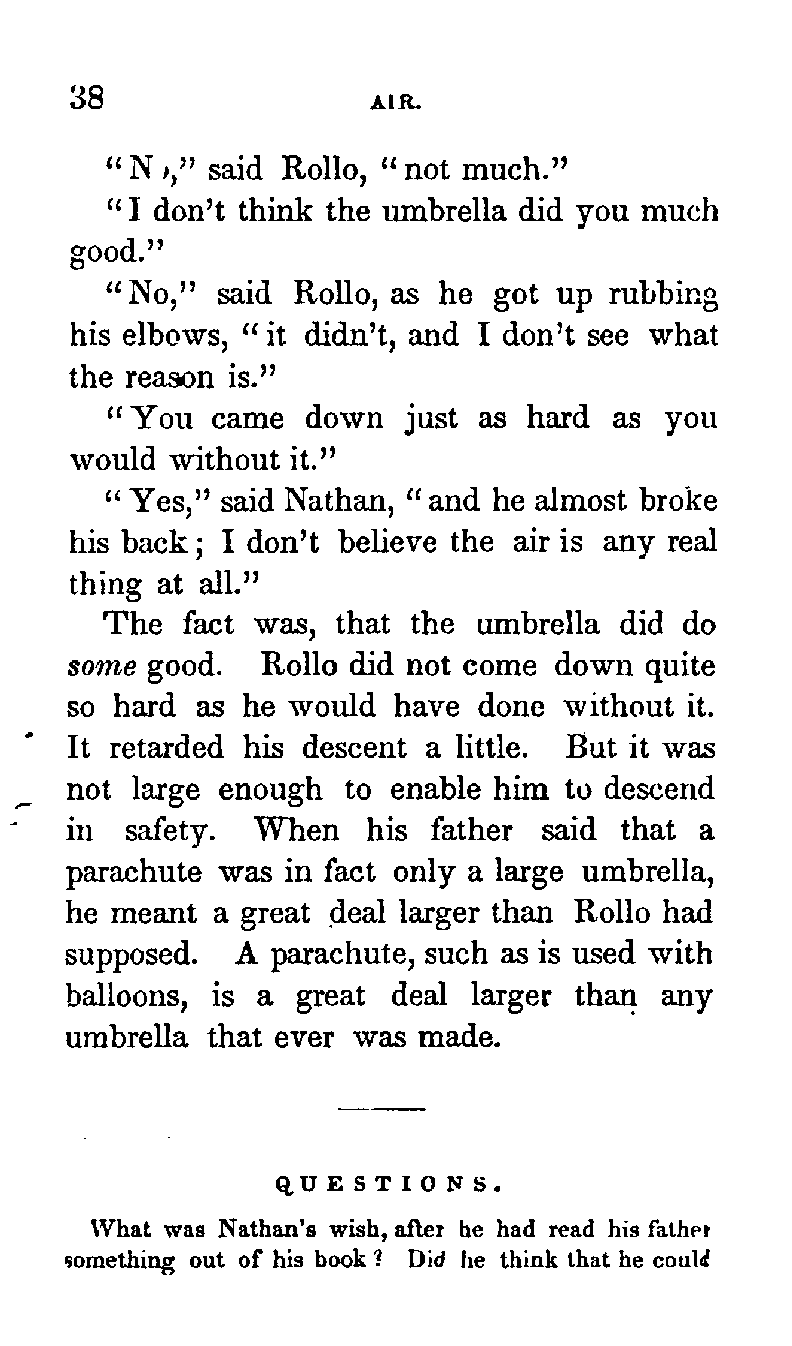 38 AIR.
"No," said Rollo, "not much."
"I don't think the umbrella did you much
good."
"No," said Rollo, as he got up rubbing
his elbows, "it didn't, and I don't see what
the reason is."
"You came down just as hard as you
would without it."
"Yes," said Nathan, "and he almost broke
his back; I don't believe the air is any real
thing at all."
The fact was, that the umbrella did do
some good. Rollo did not come down quite
so hard as he would have done without it.
It retarded his descent a little. But it was
not large enough to enable him to descend
in safety. When his father said that a
parachute was in fact only a large umbrella,
he meant a great deal larger than Rollo had
supposed. A parachute, such as is used with
balloons, is a great deal larger than any
umbrella that ever was made.
QUESTIONS.
What was Nathan's wish, after he had read his father
something out of his book? Did he think that he could